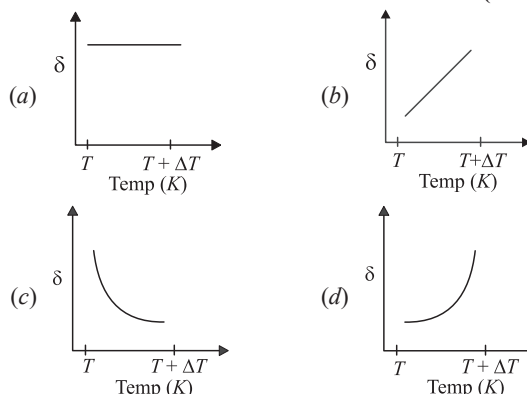 δ
(a)
T T + ΔT
Temp (K)
δ
(b)
T T+ΔT
Temp (K)
δ
(c)
T T + ΔT
Temp (K)
δ
(d)
T T + ΔT
Temp (K)